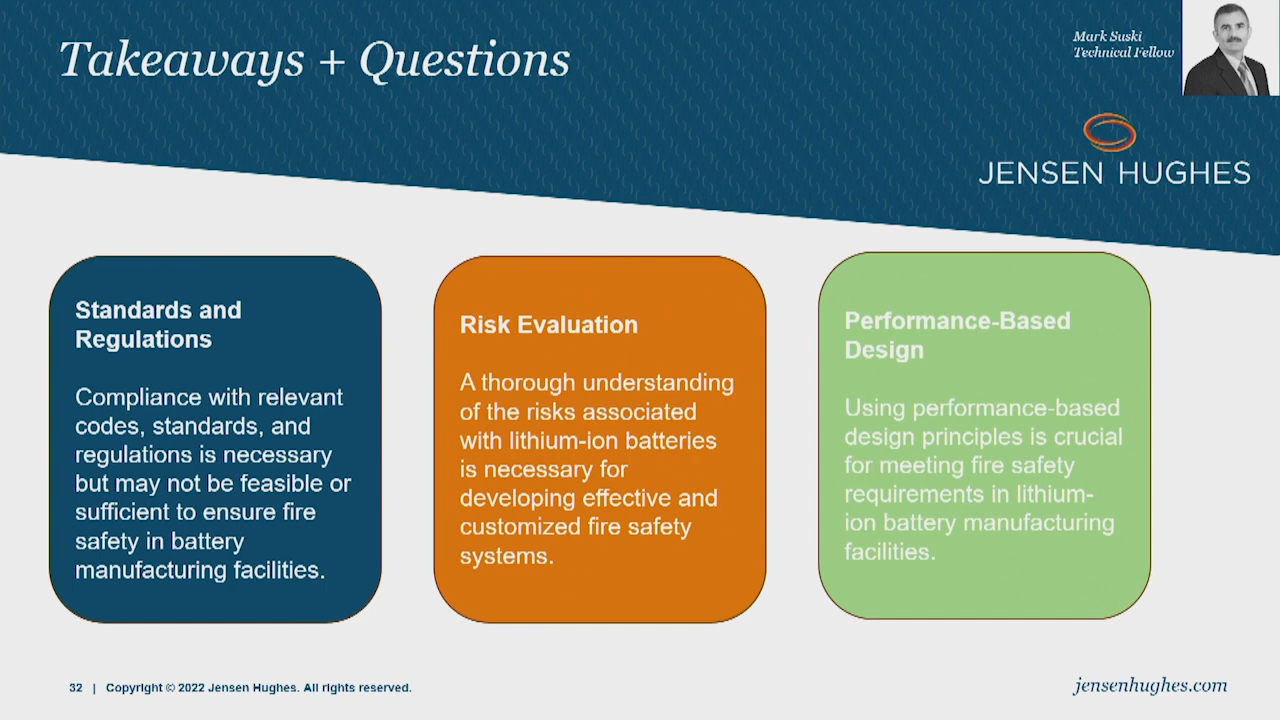 Takeaways + Questions
Mark Suski
Technical Fellow
JENSEN HUGHES
Standards and
Regulations
Compliance with relevant
codes, standards, and
regulations is necessary
but may not be feasible or
sufficient to ensure fire
safety in battery
manufacturing facilities.
Risk Evaluation
A thorough understanding
of the risks associated
with lithium-ion batteries
is necessary for
developing effective and
customized fire safety
systems.
Performance-Based
Design
Using performance-based
design principles is crucial
for meeting fire safety
requirements in lithium-
ion battery manufacturing
facilities.
32 | Copyright © 2022 Jensen Hughes. All rights reserved.
jensenhughes.com